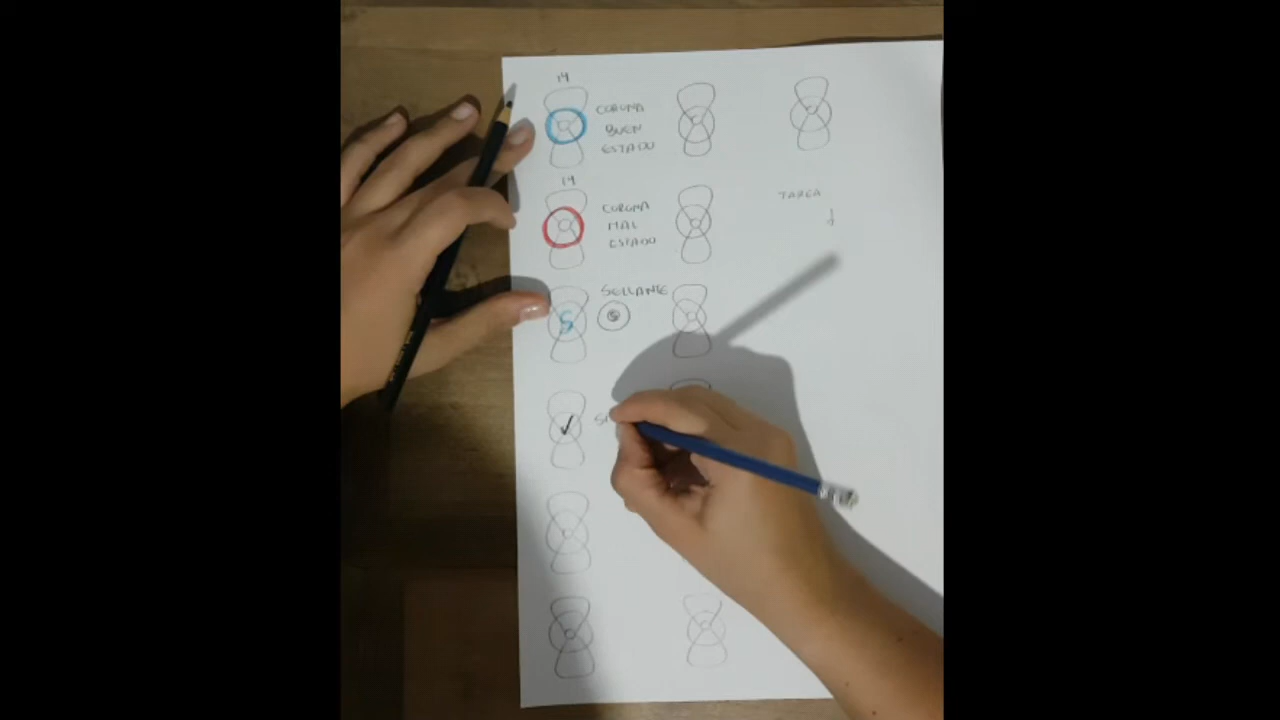 14
CORONA
BUEN
ESTADO
14
CORONA
MAL
ESTADO
TAREA
SELLANTE
S
S